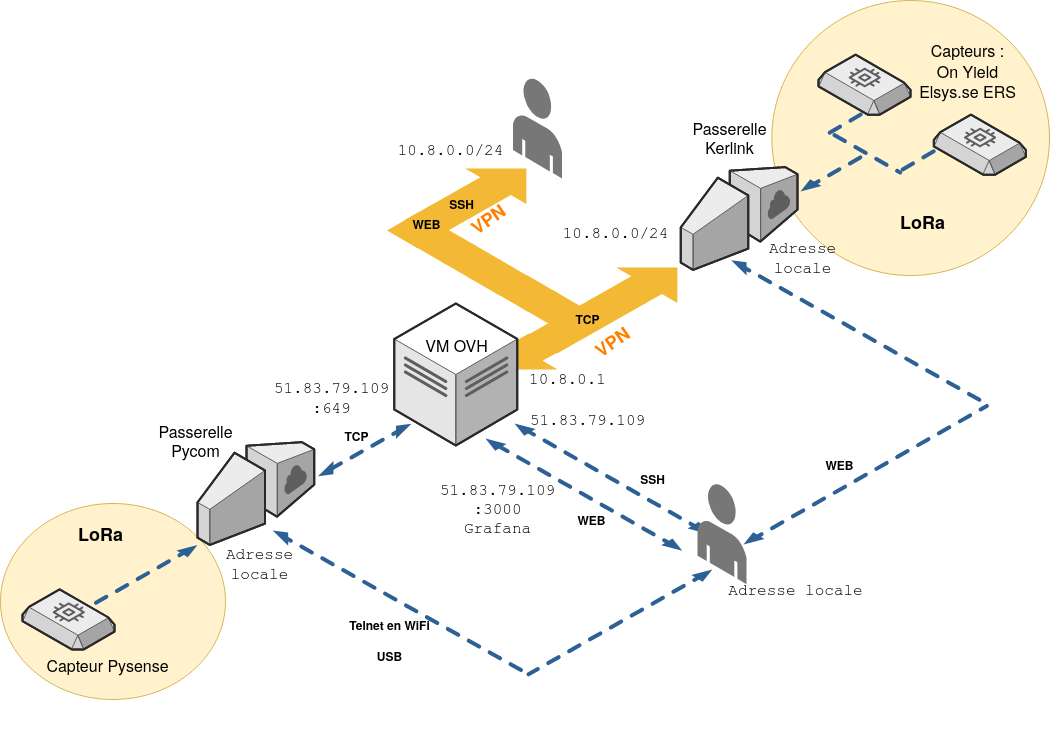 Capteurs :
On Yield
Elsys.se ERS
Passerelle
Kerlink
10.8.0.0/24
SSH
WEB
VPN
10.8.0.0/24
LoRa
Adresse
locale
TCP
VPN
VM OVH
10.8.0.1
51.83.79.109
:649
51.83.79.109
Passerelle
Pycom
TCP
WEB
SSH
51.83.79.109
:3000
Grafana
WEB
LoRa
Adresse
locale
Adresse locale
Telnet en WiFi
USB
Capteur Pysense